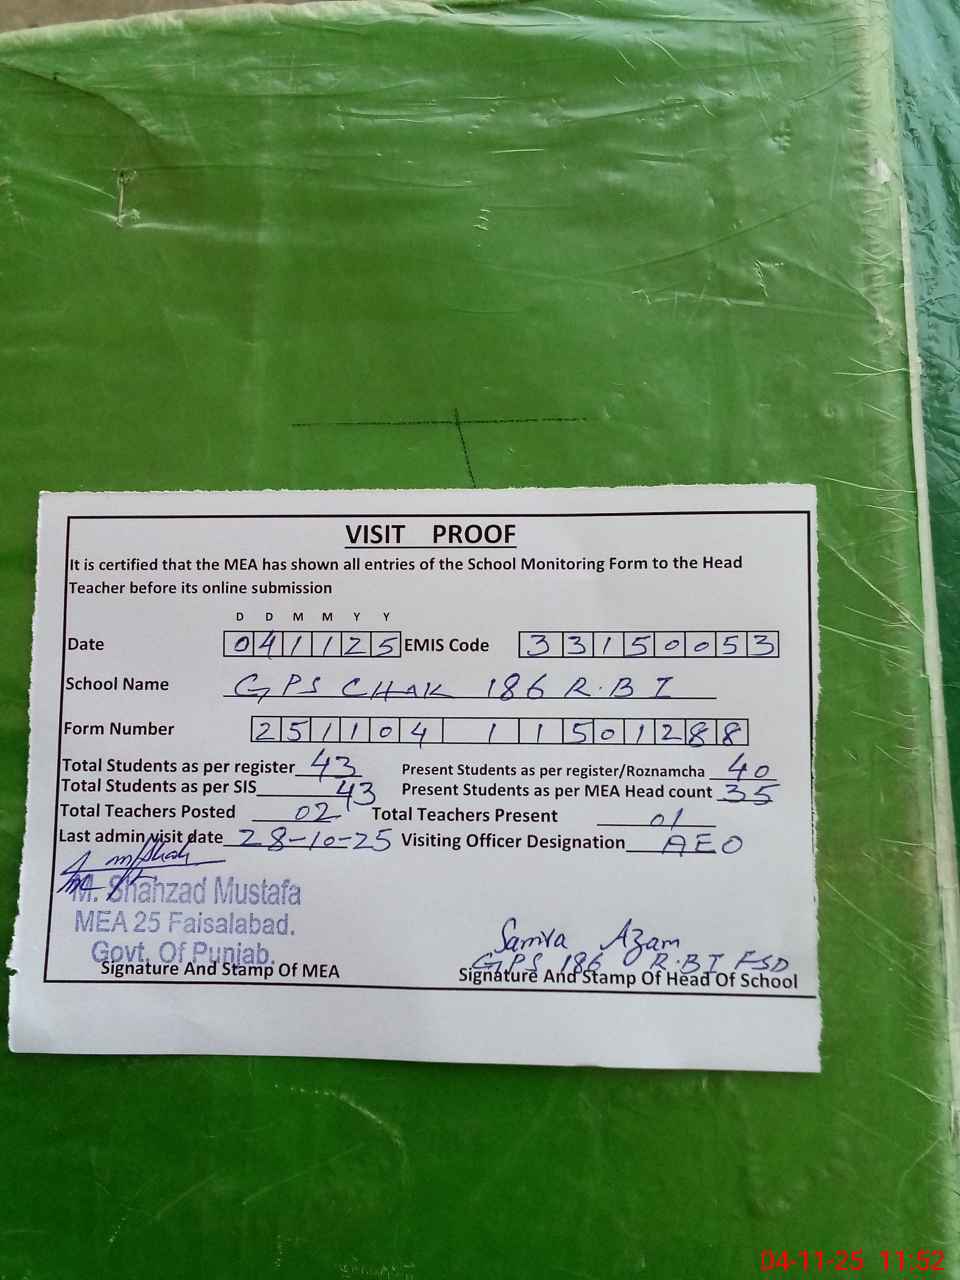 VISIT PROOF
It is certified that the MEA has shown all entries of the School Monitoring Form to the Head
Teacher before its online submission
D D M M Y Y
Date 041125 EMIS Code 33150053
School Name GPS CHAK 186 R.B I
Form Number 251104 11501288
Total Students as per register 43 Present Students as per register/Roznamcha 40
Total Students as per SIS 43 Present Students as per MEA Head count 35
Total Teachers Posted 02 Total Teachers Present 01
Last admin visit date 28-10-25 Visiting Officer Designation AEO
M. Shahzad Mustafa
MEA 25 Faisalabad.
Govt. Of Punjab.
Signature And Stamp Of MEA
Samra Azam
GPS 186 R.B I FSD
Signature And Stamp Of Head Of School
04-11-25 11:52